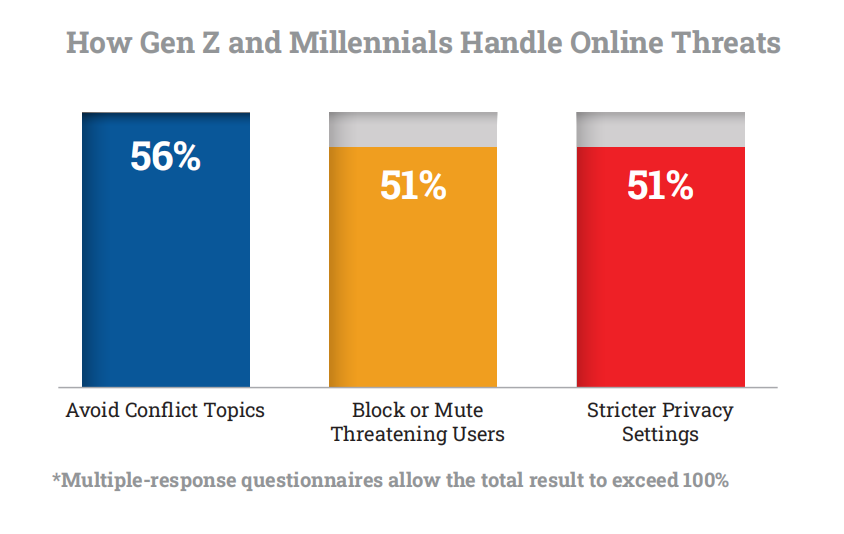 How Gen Z and Millennials Handle Online Threats
56%
51%
51%
Avoid Conflict Topics
Block or Mute
Threatening Users
Stricter Privacy
Settings
*Multiple-response questionnaires allow the total result to exceed 100%